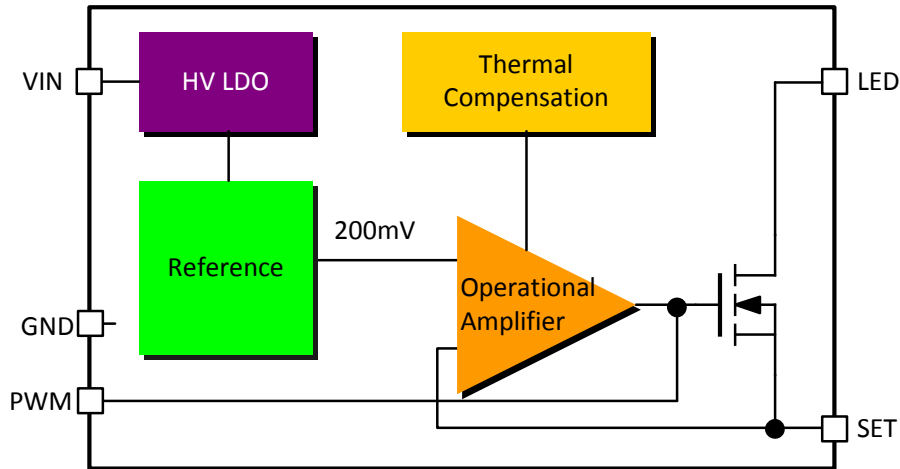 VIN
HV LDO
Thermal
Compensation
LED
200mV
Reference
Operational
Amplifier
GND
PWM
SET